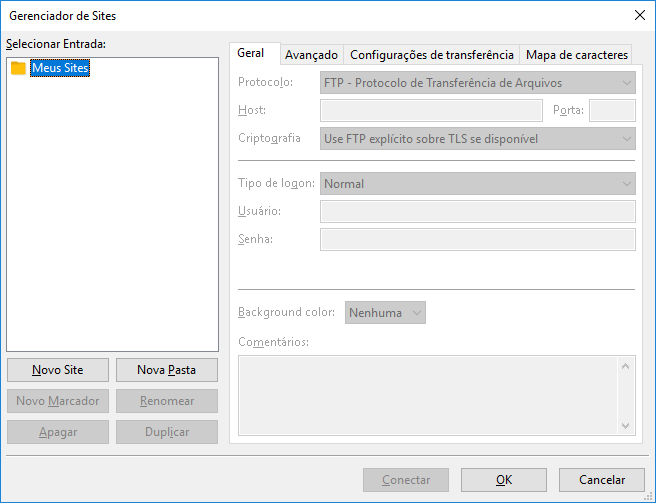 Gerenciador de Sites
Selecionar Entrada:
Meus Sites
Geral Avançado Configurações de transferência Mapa de caracteres
Protocolo: FTP - Protocolo de Transferência de Arquivos
Host: Porta:
Criptografia Use FTP explícito sobre TLS se disponível
Tipo de logon: Normal
Usuário:
Senha:
Background color: Nenhuma
Comentários:
Novo Site Nova Pasta
Novo Marcador Renomear
Apagar Duplicar
Conectar OK Cancelar